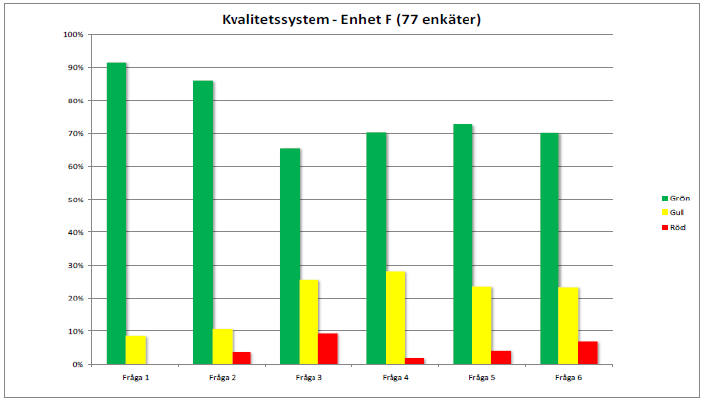 Kvalitetssystem - Enhet F (77 enkäter)
100%
90%
80%
70%
60%
50%
40%
30%
20%
10%
0%
Fråga 1 Fråga 2 Fråga 3 Fråga 4 Fråga 5 Fråga 6
Grön
Gul
Röd